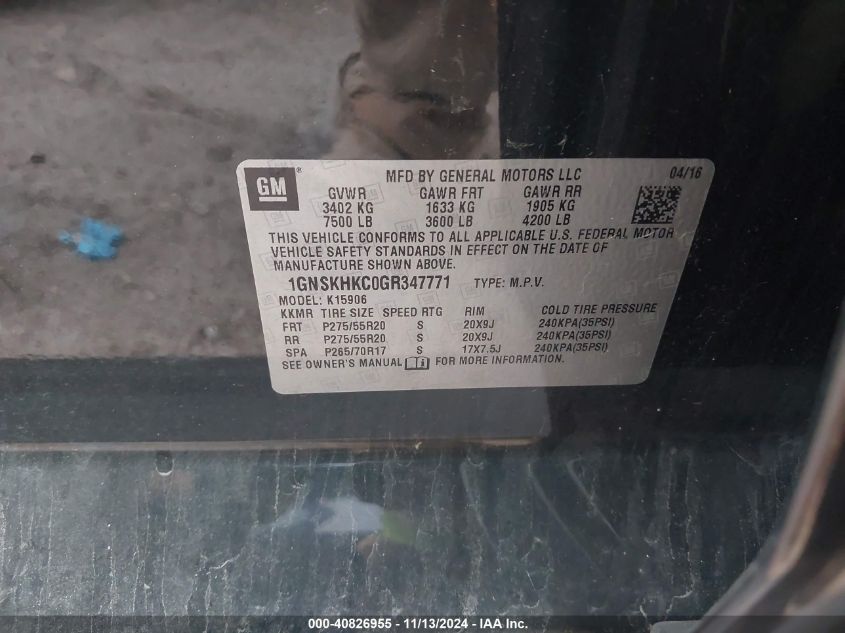 GM
MFD BY GENERAL MOTORS LLC 04/16
GVWR GAWR FRT GAWR RR
3402 KG 1633 KG 1905 KG
7500 LB 3600 LB 4200 LB
THIS VEHICLE CONFORMS TO ALL APPLICABLE U.S. FEDERAL MOTOR
VEHICLE SAFETY STANDARDS IN EFFECT ON THE DATE OF
MANUFACTURE SHOWN ABOVE.
1GNSKHKC0GR347771 TYPE: M.P.V.
MODEL: K15906
KKMR TIRE SIZE SPEED RTG RIM COLD TIRE PRESSURE
FRT P275/55R20 S 20X9J 240KPA(35PSI)
RR P275/55R20 S 20X9J 240KPA(35PSI)
SPA P265/70R17 S 17X7.5J 240KPA(35PSI)
SEE OWNER'S MANUAL FOR MORE INFORMATION.
000-40826955 - 11/13/2024 - IAA Inc.